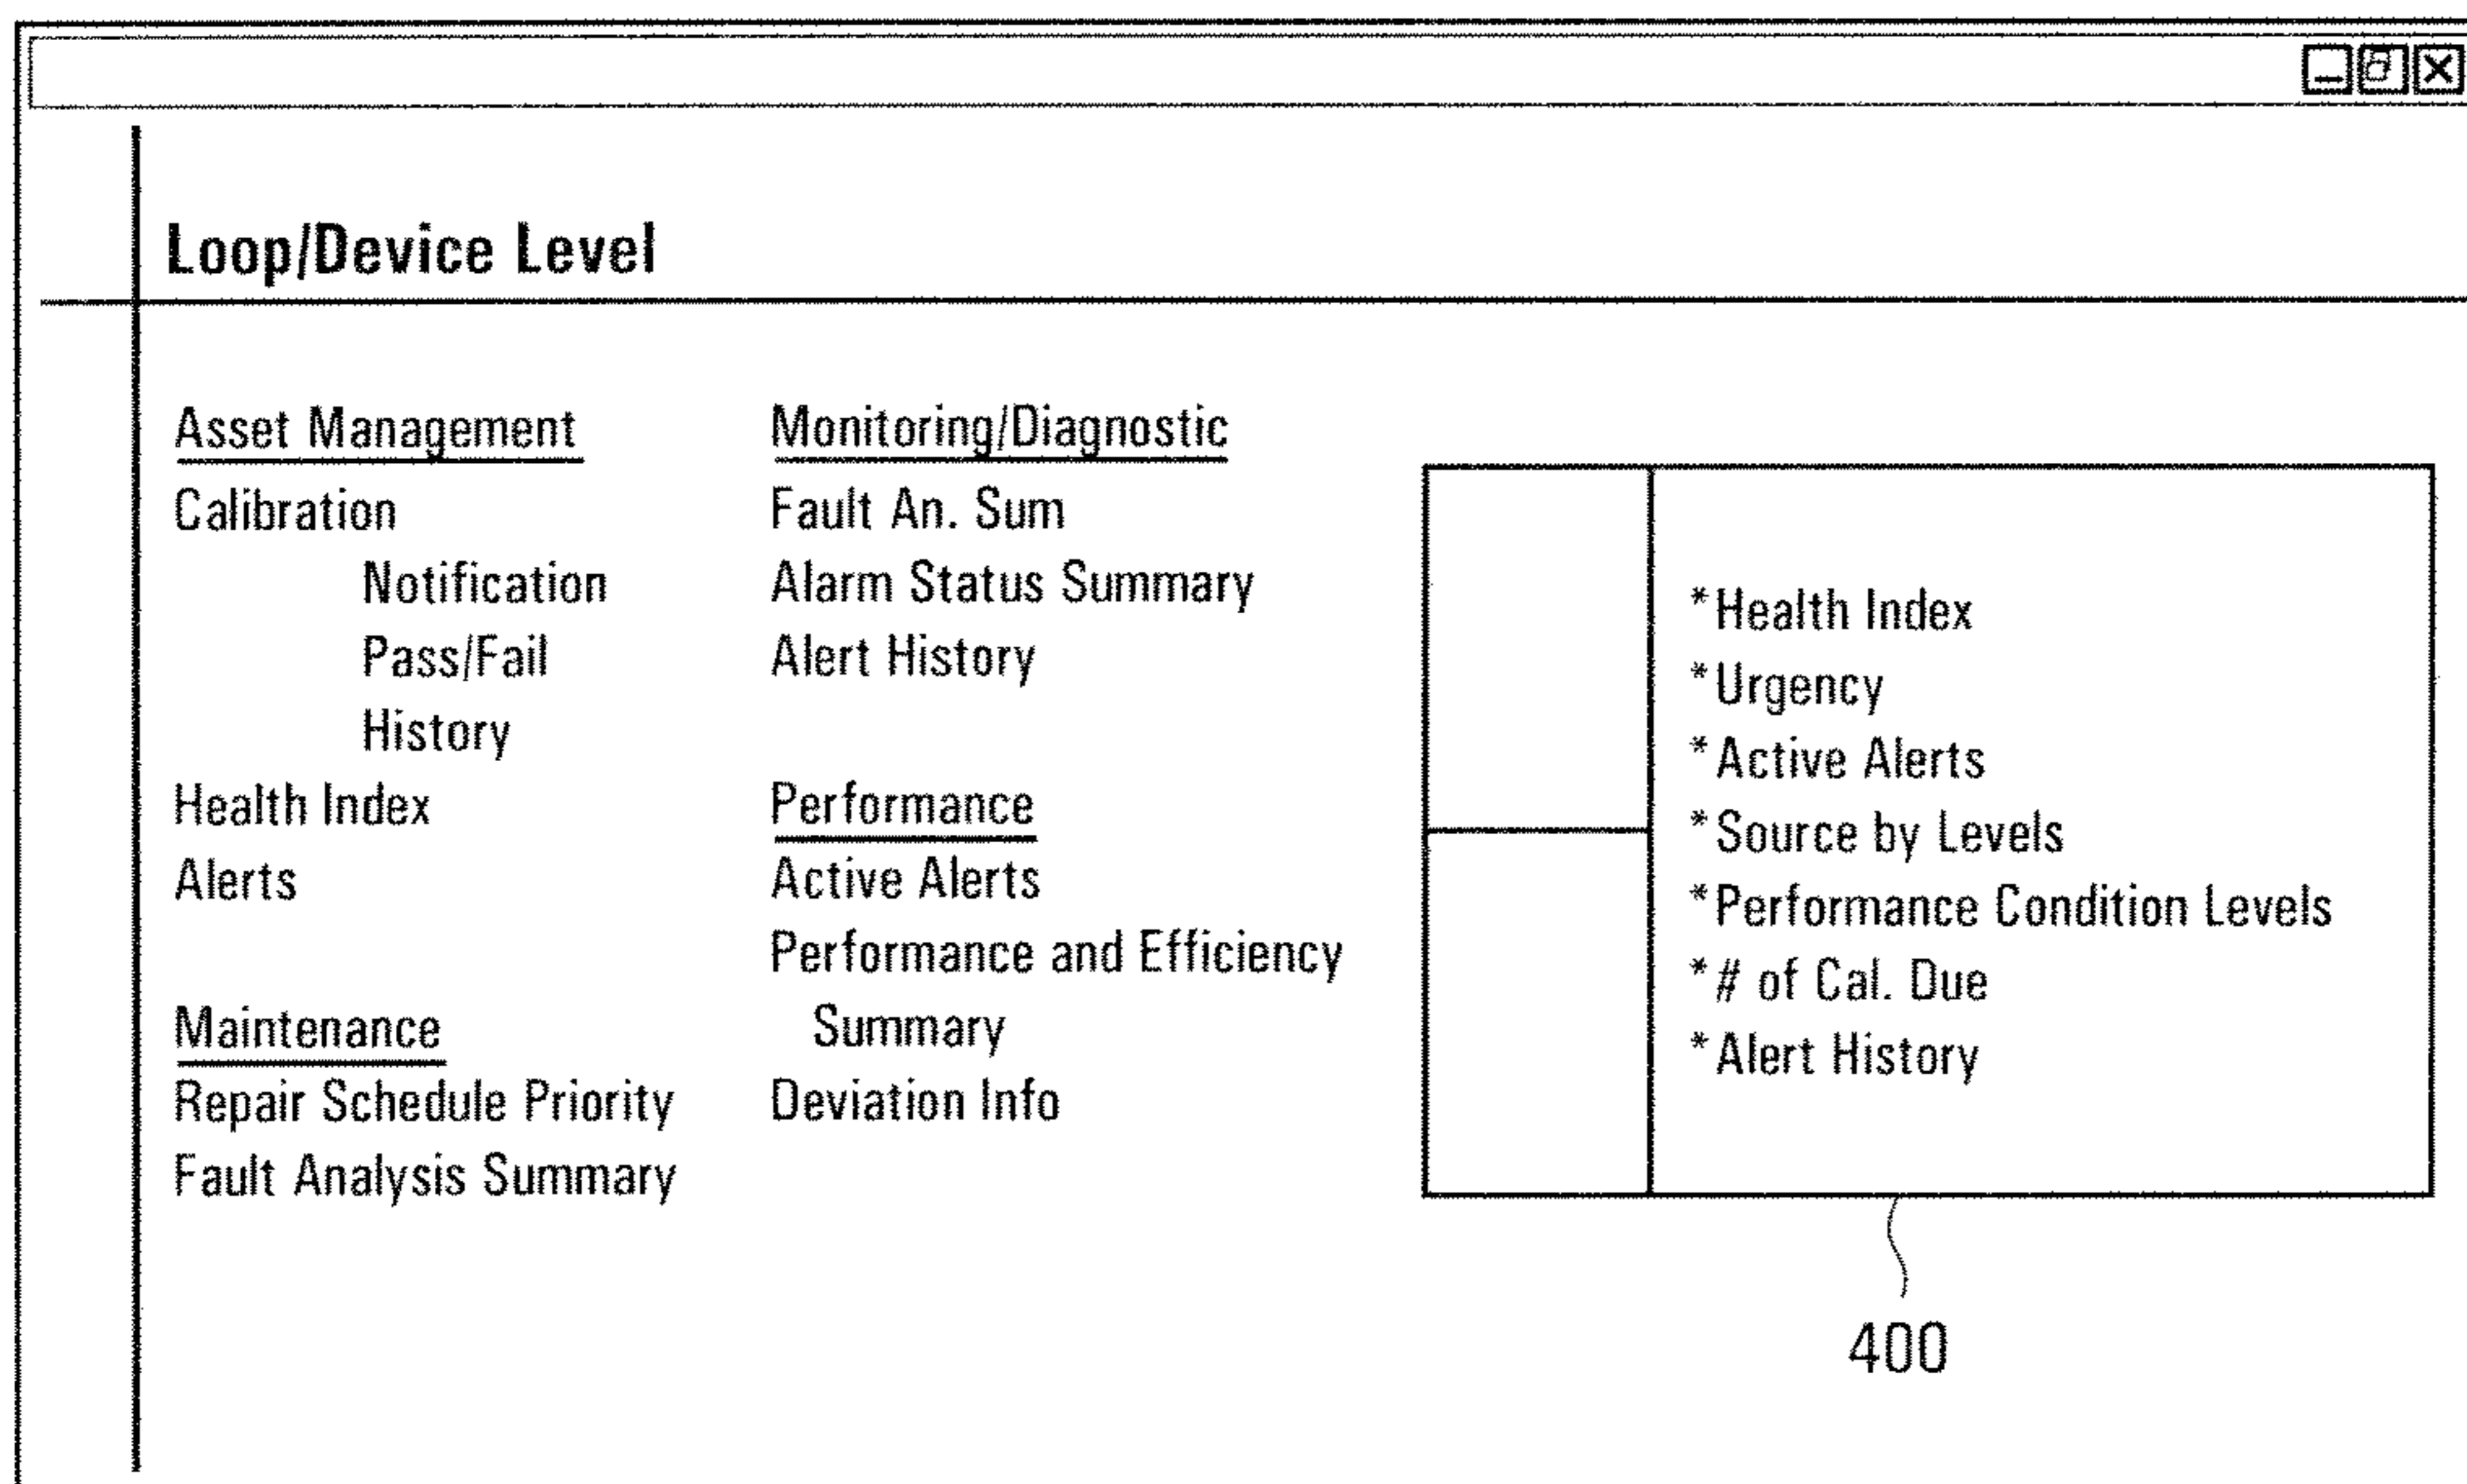 Loop/Device Level
Asset Management
Calibration
Notification
Pass/Fail
History
Health Index
Alerts
Maintenance
Repair Schedule Priority
Fault Analysis Summary
Monitoring/Diagnostic
Fault An. Sum
Alarm Status Summary
Alert History
Performance
Active Alerts
Performance and Efficiency
Summary
Deviation Info
*Health Index
*Urgency
*Active Alerts
*Source by Levels
*Performance Condition Levels
*# of Cal. Due
*Alert History
400